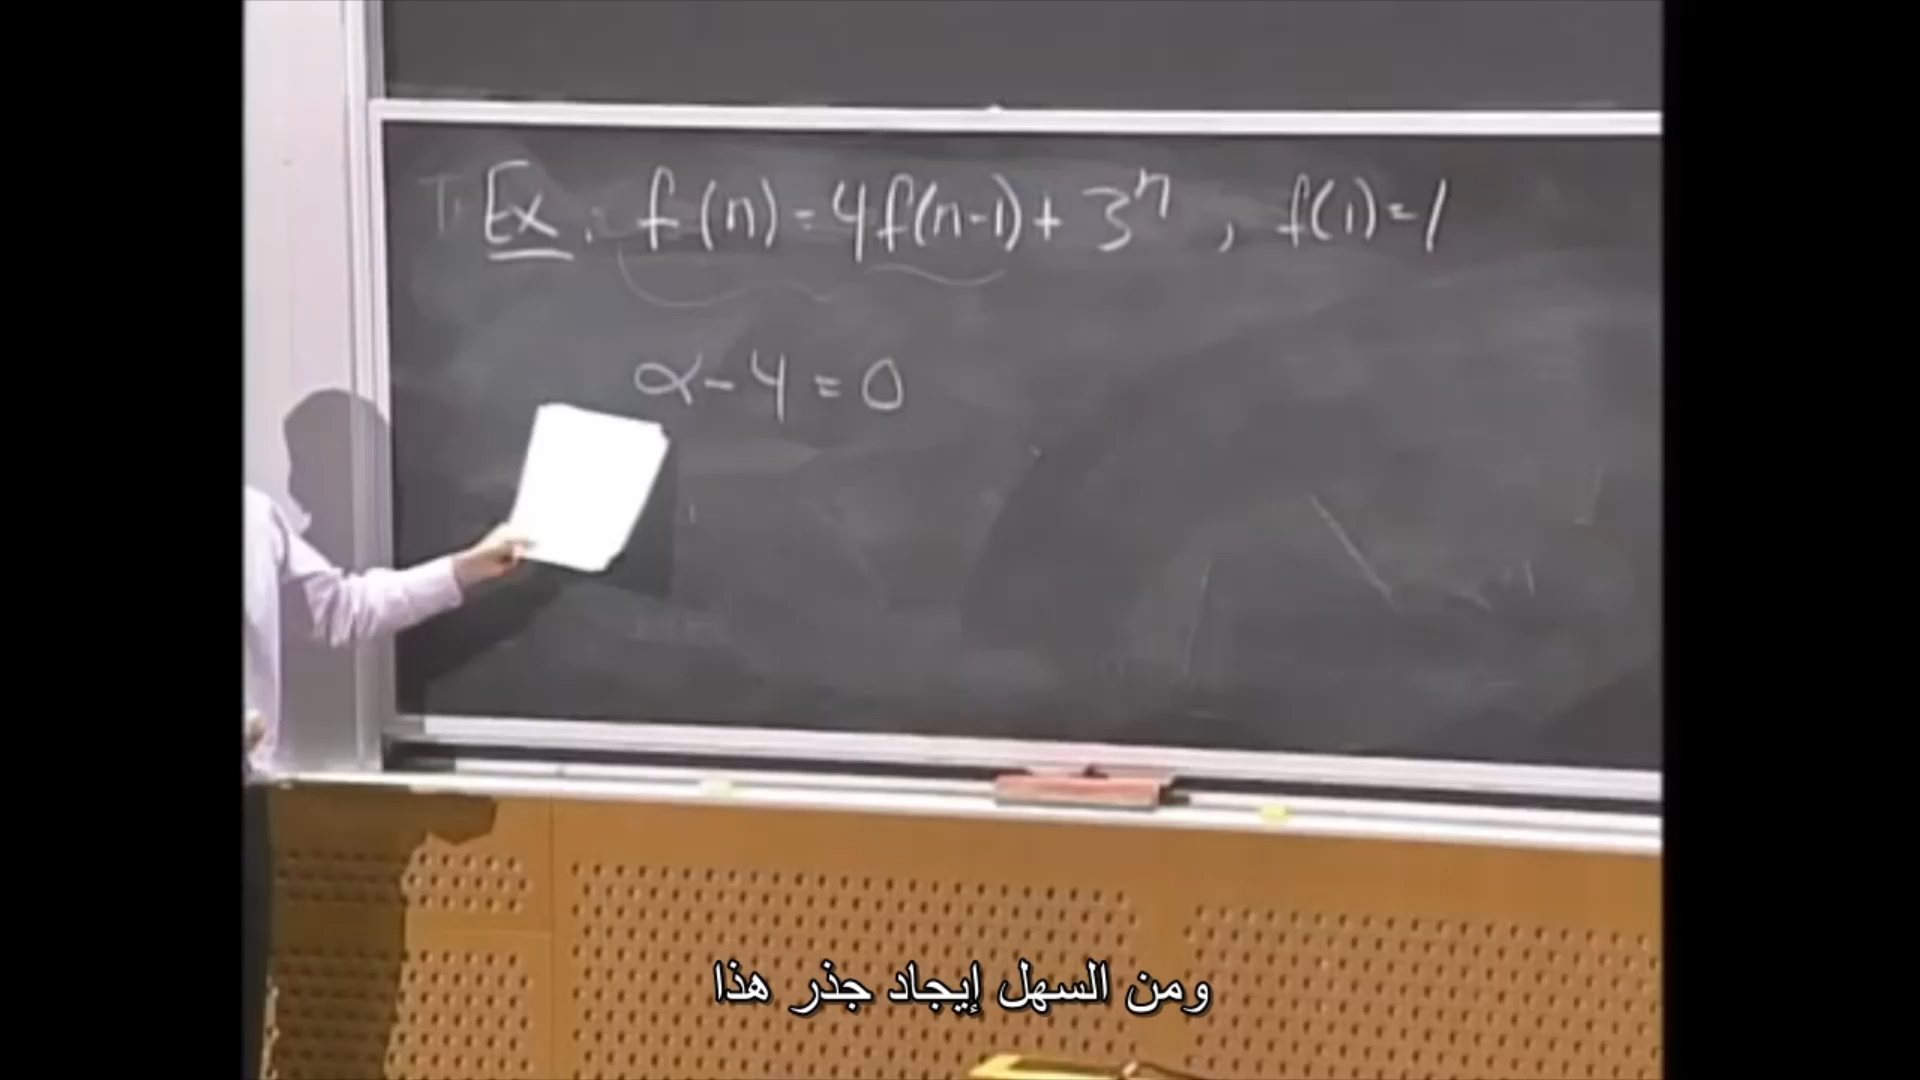 Ex: f(n)=4f(n-1)+3^n, f(1)=1
α-4=0
ومن السهل إيجاد جذر هذا